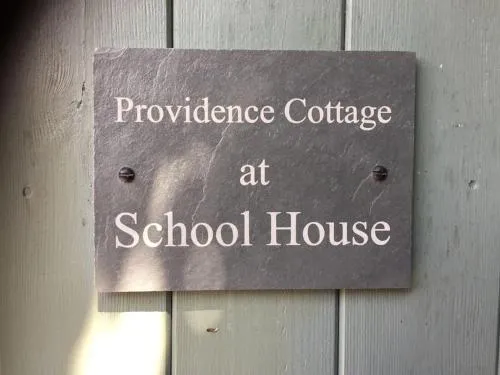 Providence Cottage
at
School House